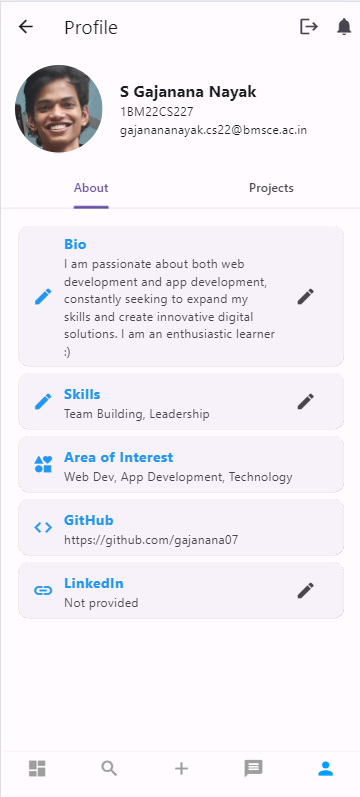 Profile
S Gajanana Nayak
1BM22CS227
gajanananayak.cs22@bmsce.ac.in
About
Projects
Bio
I am passionate about both web
development and app development,
constantly seeking to expand my
skills and create innovative digital
solutions. I am an enthusiastic learner
:)
Skills
Team Building, Leadership
Area of Interest
Web Dev, App Development, Technology
GitHub
https://github.com/gajanana07
LinkedIn
Not provided